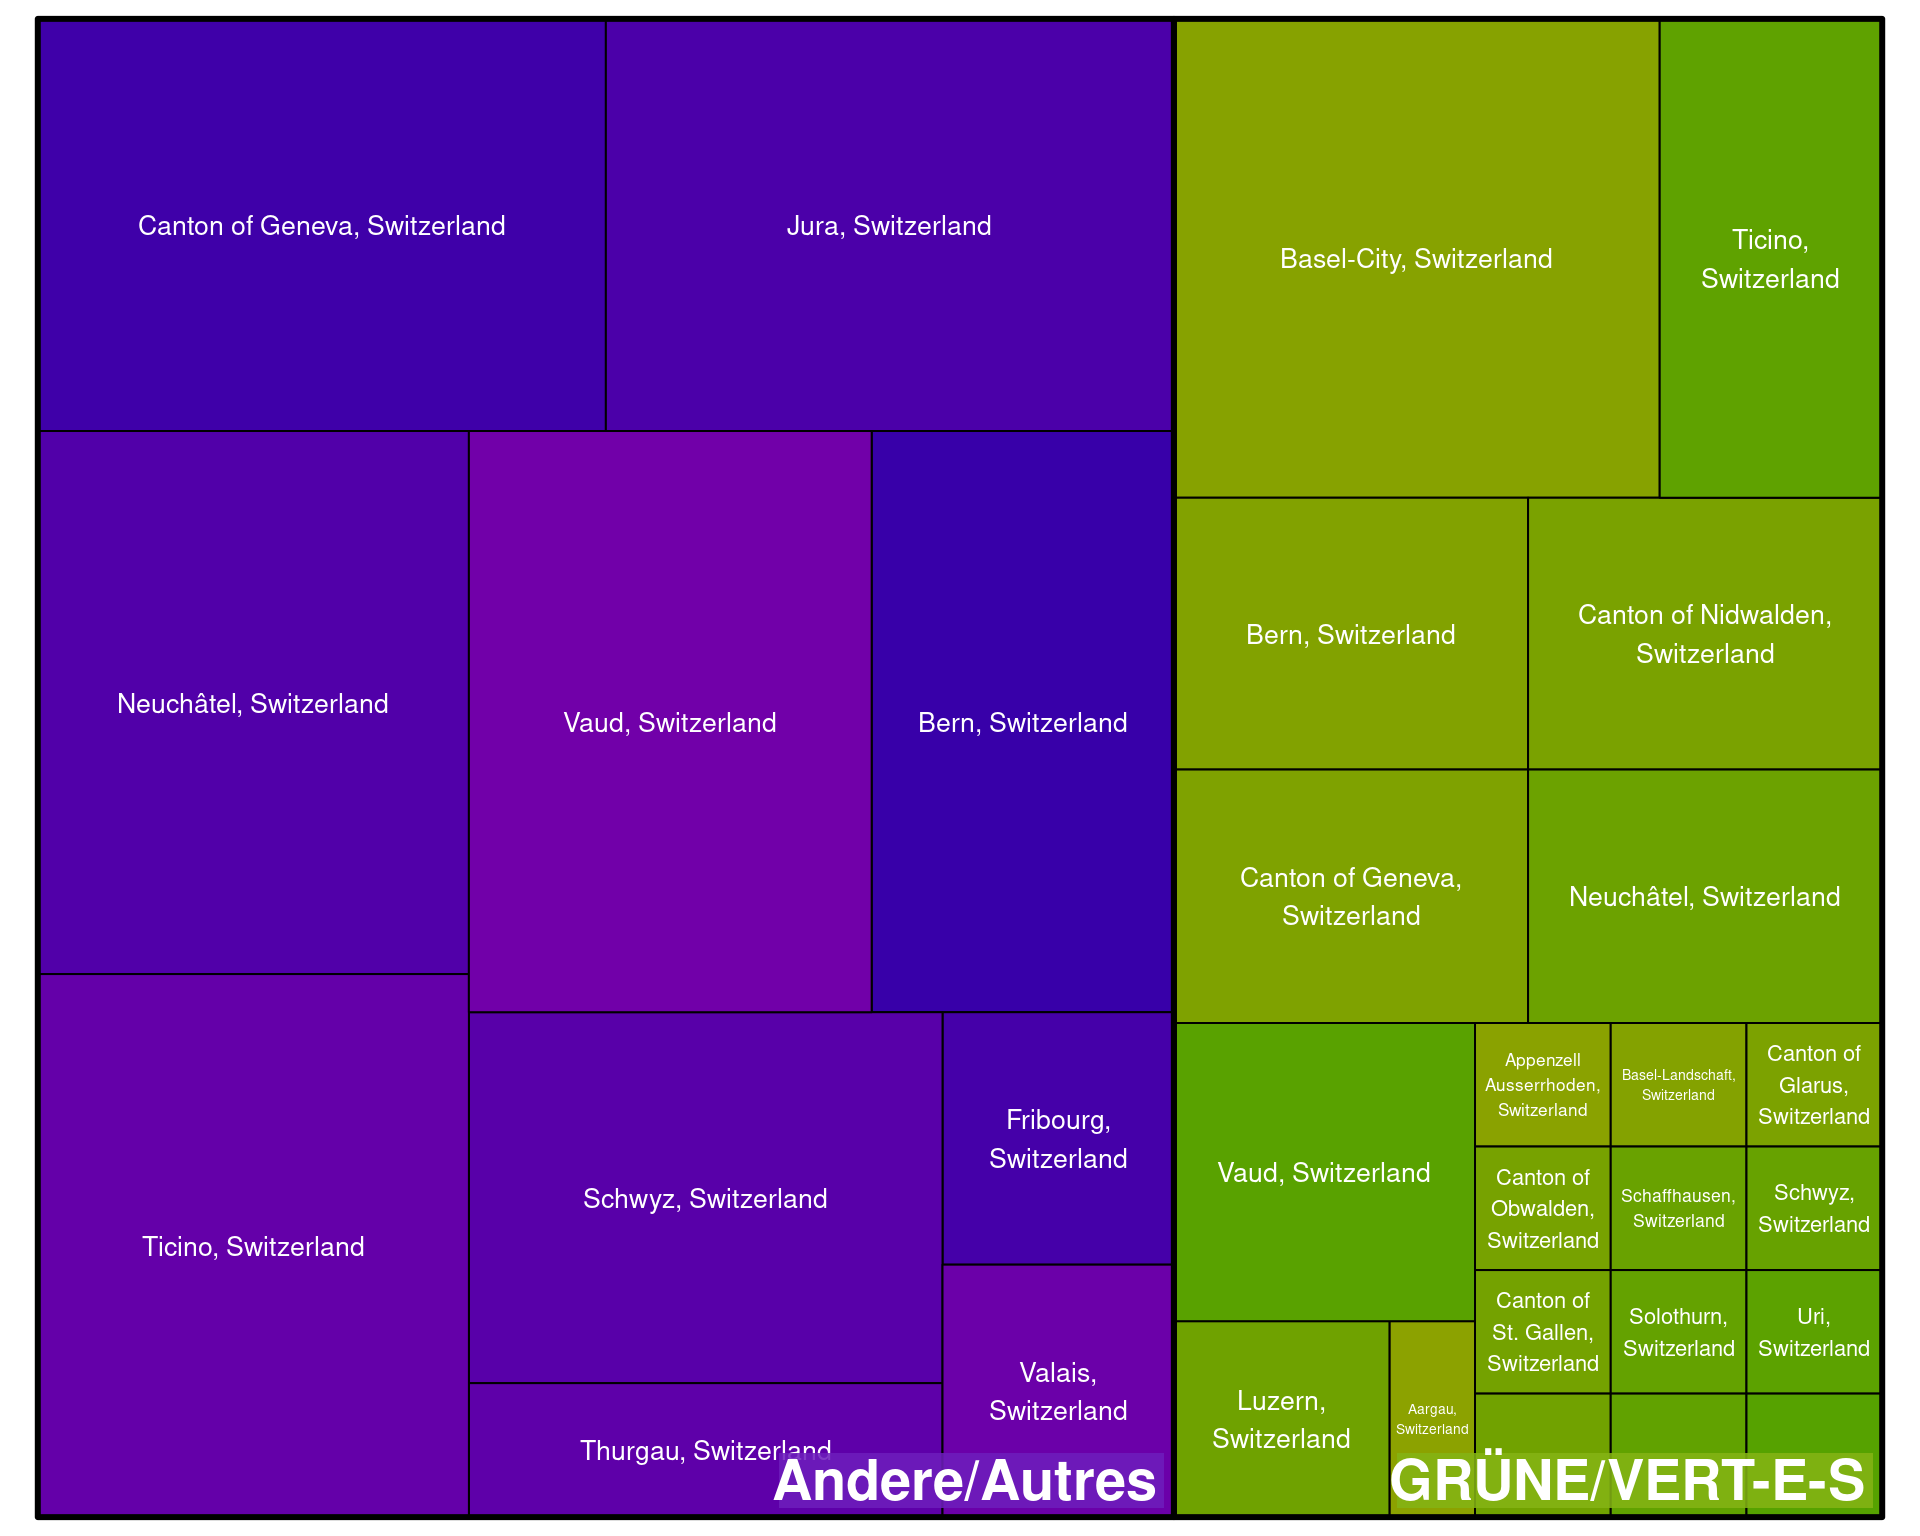 Canton of Geneva, Switzerland
Jura, Switzerland
Neuchâtel, Switzerland
Vaud, Switzerland
Bern, Switzerland
Ticino, Switzerland
Schwyz, Switzerland
Fribourg,
Switzerland
Valais,
Switzerland
Thurgau, Switzerland
Andere/Autres
Basel-City, Switzerland
Ticino,
Switzerland
Bern, Switzerland
Canton of Nidwalden,
Switzerland
Canton of Geneva,
Switzerland
Neuchâtel, Switzerland
Vaud, Switzerland
Appenzell
Ausserrhoden,
Switzerland
Basel-Landschaft,
Switzerland
Canton of
Glarus,
Switzerland
Canton of
Obwalden,
Switzerland
Schaffhausen,
Switzerland
Schwyz,
Switzerland
Canton of
St. Gallen,
Switzerland
Solothurn,
Switzerland
Uri,
Switzerland
Luzern,
Switzerland
Aargau,
Switzerland
GRÜNE/VERT-E-S